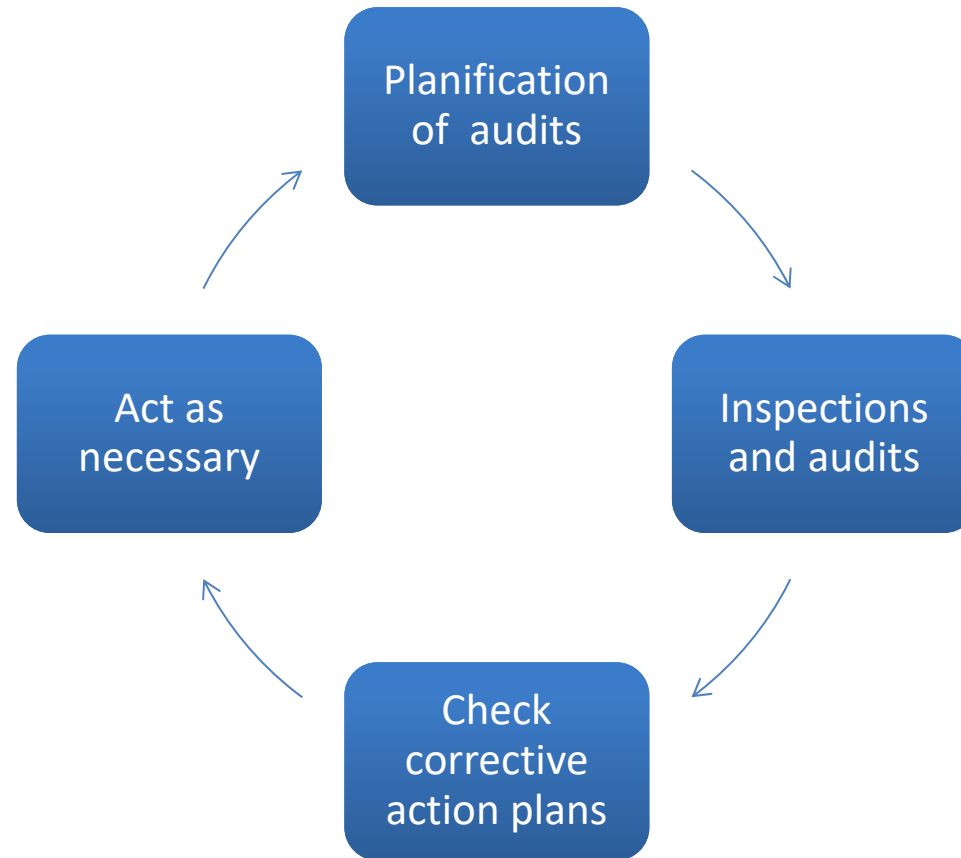 Planification
of  audits
Inspections
and audits
Check
corrective
action plans
Act as
necessary